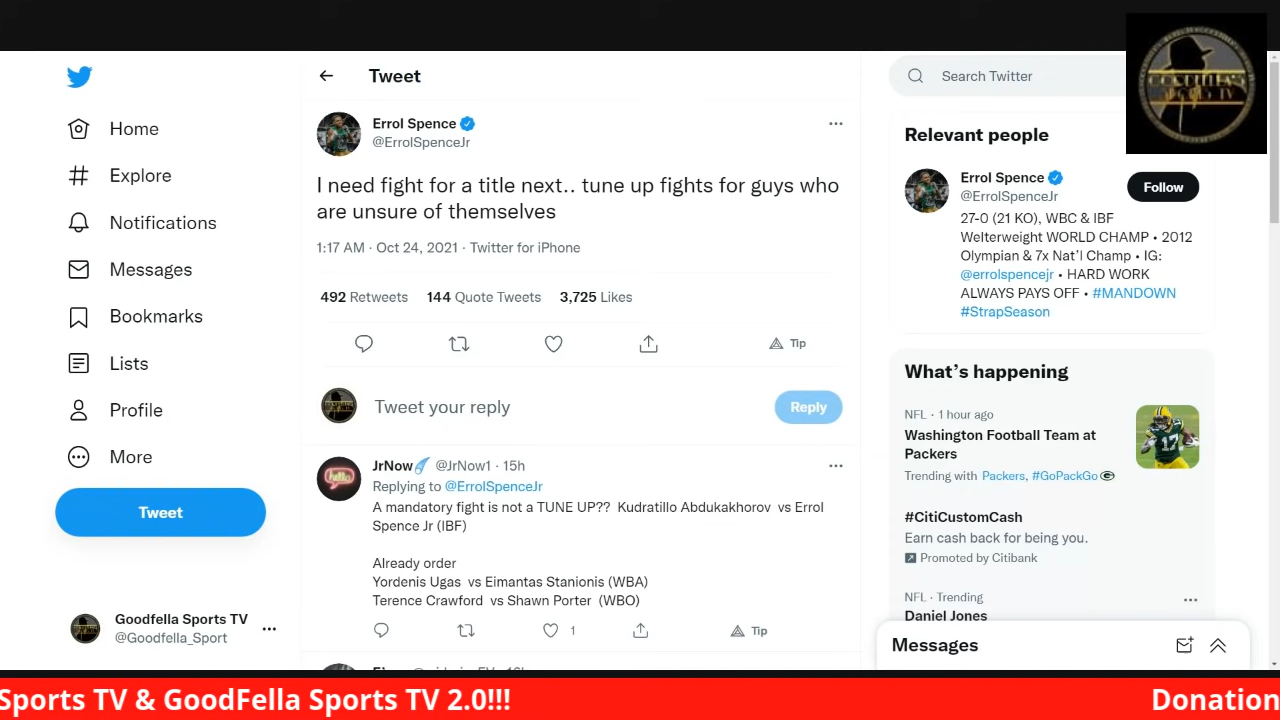 Tweet
Search Twitter
GOODFELLA'S
SPORTS TV
Home
Explore
Notifications
Messages
Bookmarks
Lists
Profile
More
Tweet
Goodfella Sports TV
@Goodfella_Sport
Errol Spence
@ErrolSpenceJr
I need fight for a title next.. tune up fights for guys who
are unsure of themselves
1:17 AM · Oct 24, 2021 · Twitter for iPhone
492 Retweets 144 Quote Tweets 3,725 Likes
Tip
Tweet your reply
Reply
hello
JrNow @JrNow1 · 15h
Replying to @ErrolSpenceJr
A mandatory fight is not a TUNE UP?? Kudratillo Abdukakhorov vs Errol
Spence Jr (IBF)
Already order
Yordenis Ugas vs Eimantas Stanionis (WBA)
Terence Crawford vs Shawn Porter (WBO)
1
Tip
Relevant people
Errol Spence
@ErrolSpenceJr
Follow
27-0 (21 KO), WBC & IBF
Welterweight WORLD CHAMP • 2012
Olympian & 7x Nat'l Champ • IG:
@errolspencejr • HARD WORK
ALWAYS PAYS OFF • #MANDOWN
#StrapSeason
What's happening
NFL · 1 hour ago
Washington Football Team at
Packers
Trending with Packers, #GoPackGo
17
#CitiCustomCash
Earn cash back for being you.
Promoted by Citibank
NFL · Trending
Daniel Jones
Messages
Sports TV & GoodFella Sports TV 2.0!!!
Donation